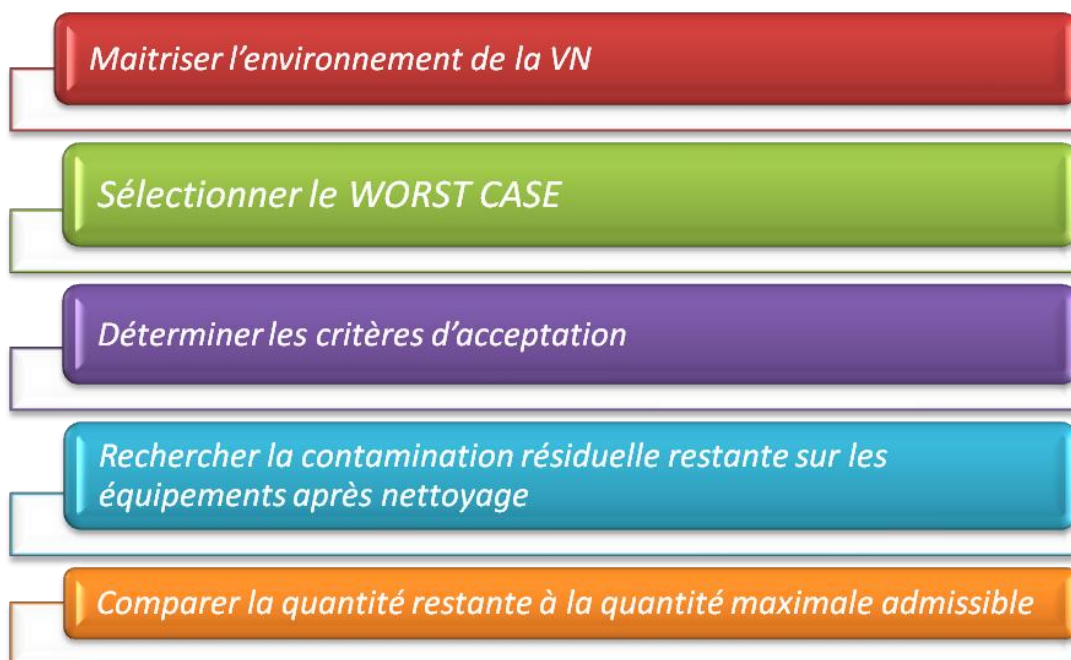 Maitriser l'environnement de la VN
Sélectionner le WORST CASE
Déterminer les critères d'acceptation
Rechercher la contamination résiduelle restante sur les
équipements après nettoyage
Comparer la quantité restante à la quantité maximale admissible